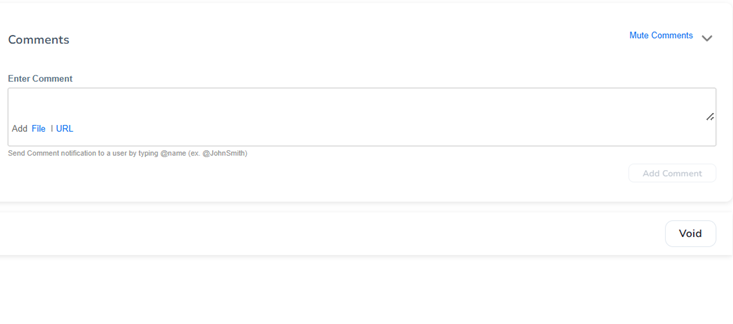 Comments
Mute Comments
Enter Comment
Add File | URL
Send Comment notification to a user by typing @name (ex. @JohnSmith)
Add Comment
Void